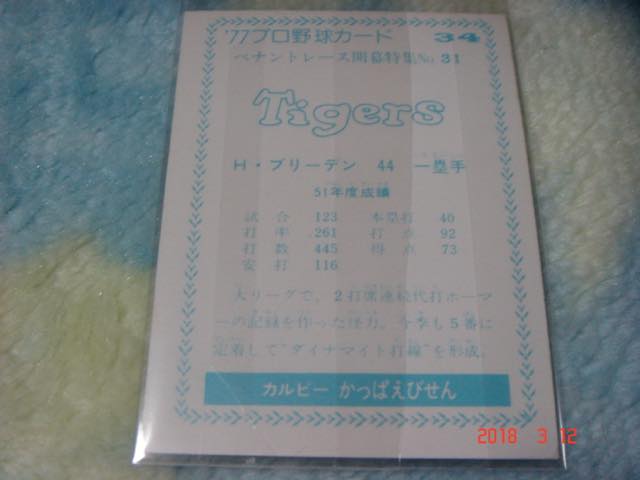 '77プロ野球カード 34
ペナントレース開幕特集No. 31
Tigers
H・ブリーデン 44 一塁手
51年度成績
試合 123 本塁打 40
打率 .261 打点 92
打数 445 得点 73
安打 116
大リーグで、2打席連続代打ホーマ
ーの記録を作った怪力。今季も5番に
定着して“ダイナマイト打線”を形成。
カルビー かっぱえびせん
2018 3 12